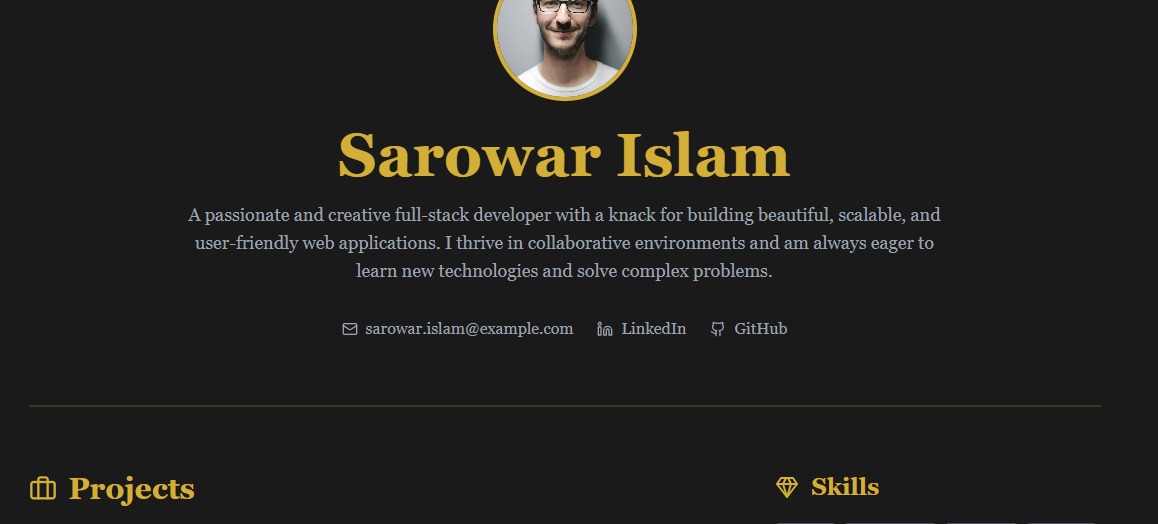 Sarowar Islam
A passionate and creative full-stack developer with a knack for building beautiful, scalable, and
user-friendly web applications. I thrive in collaborative environments and am always eager to
learn new technologies and solve complex problems.
sarowar.islam@example.com LinkedIn GitHub
Projects
Skills